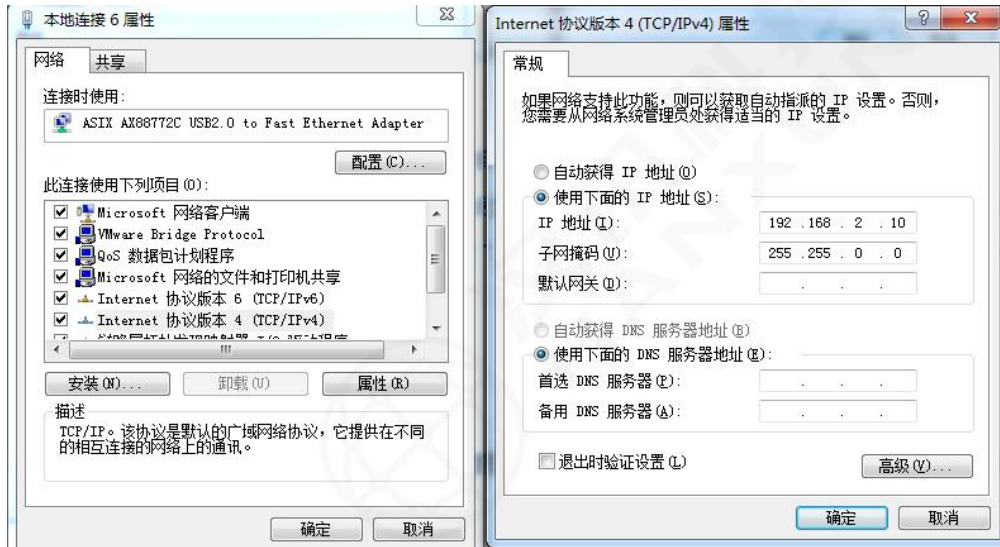 本地连接 6 属性
网络
共享
连接时使用:
ASIX AX88772C USB2.0 to Fast Ethernet Adapter
配置(C)...
此连接使用下列项目(O):
Microsoft 网络客户端
VMware Bridge Protocol
QoS 数据包计划程序
Microsoft 网络的文件和打印机共享
Internet 协议版本 6 (TCP/IPv6)
Internet 协议版本 4 (TCP/IPv4)
安装(N)...
卸载(U)
属性(R)
描述
TCP/IP。该协议是默认的广域网络协议，它提供在不同
的相互连接的网络上的通讯。
确定
取消
Internet 协议版本 4 (TCP/IPv4) 属性
常规
如果网络支持此功能，则可以获取自动指派的 IP 设置。否则，
您需要从网络系统管理员处获得适当的 IP 设置。
自动获得 IP 地址(O)
使用下面的 IP 地址(S):
IP 地址(I):
192 .168 . 2 . 10
子网掩码(U):
255 .255 . 0 . 0
默认网关(D):
. . .
自动获得 DNS 服务器地址(B)
使用下面的 DNS 服务器地址(E):
首选 DNS 服务器(P):
. . .
备用 DNS 服务器(A):
. . .
退出时验证设置(L)
高级(V)...
确定
取消